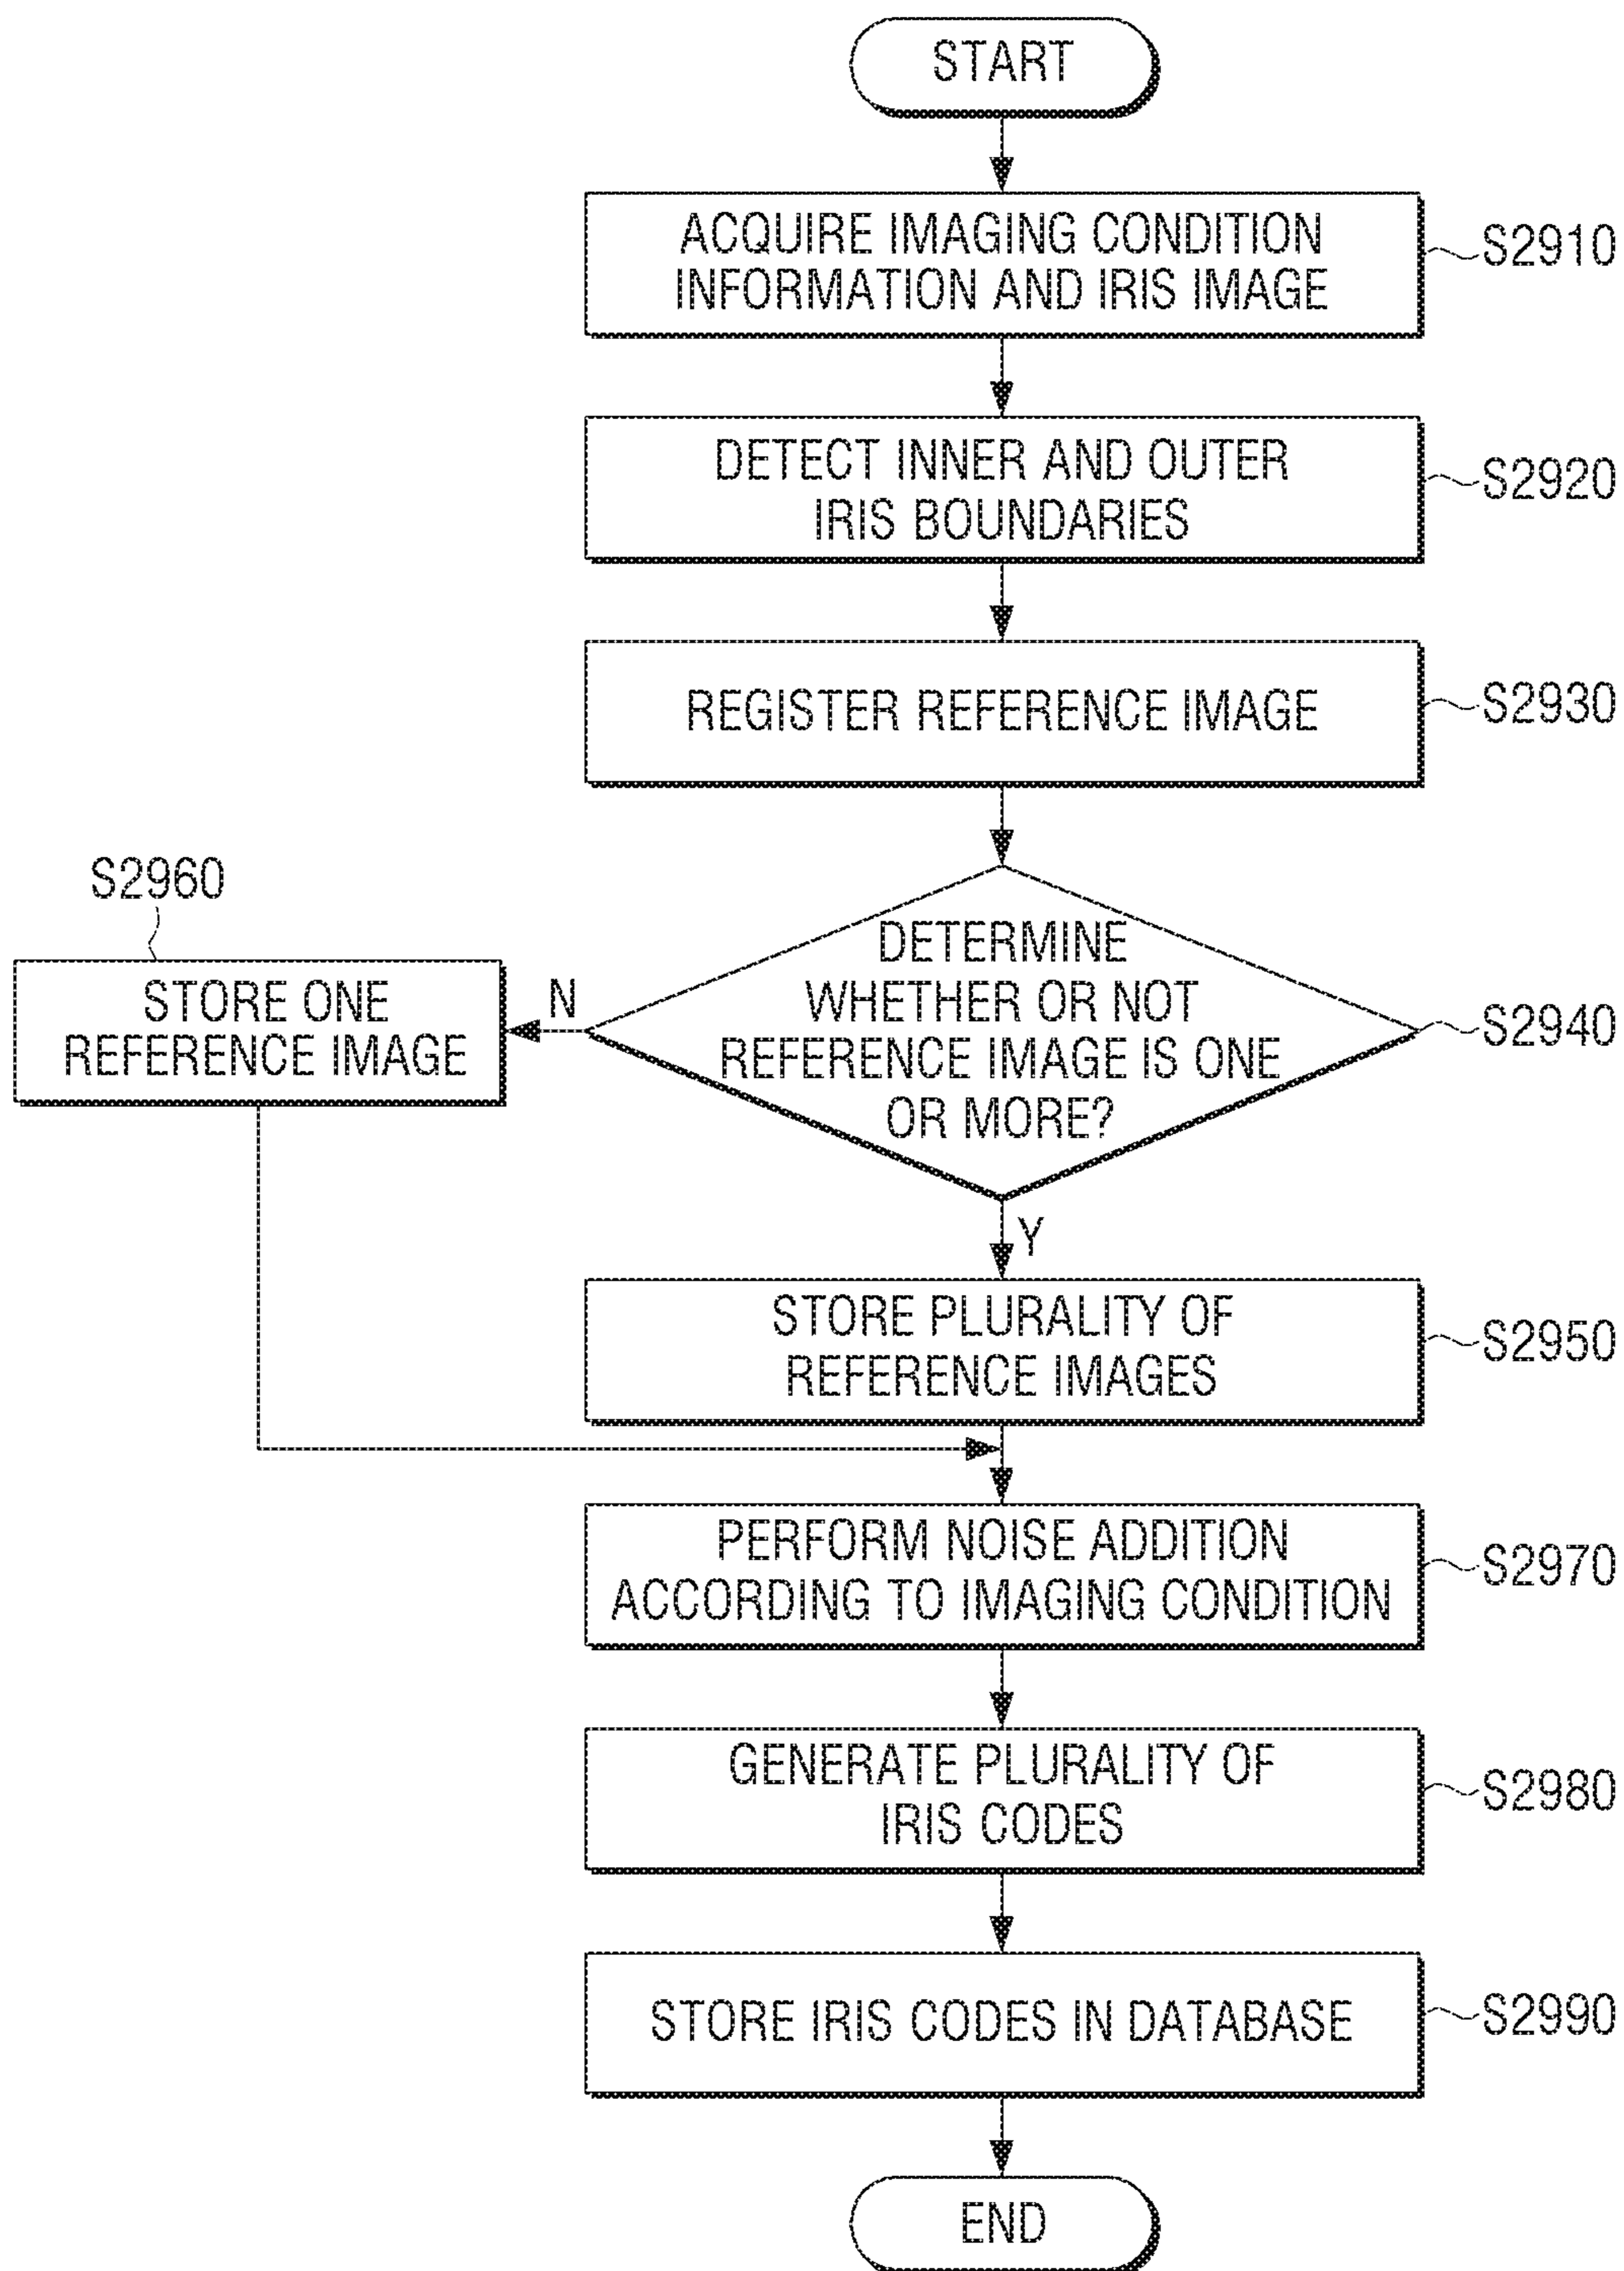 START
ACQUIRE IMAGING CONDITION
INFORMATION AND IRIS IMAGE
S2910
DETECT INNER AND OUTER
IRIS BOUNDARIES
S2920
REGISTER REFERENCE IMAGE
S2930
S2960
STORE ONE
REFERENCE IMAGE
N
DETERMINE
WHETHER OR NOT
REFERENCE IMAGE IS ONE
OR MORE?
S2940
Y
STORE PLURALITY OF
REFERENCE IMAGES
S2950
PERFORM NOISE ADDITION
ACCORDING TO IMAGING CONDITION
S2970
GENERATE PLURALITY OF
IRIS CODES
S2980
STORE IRIS CODES IN DATABASE
S2990
END